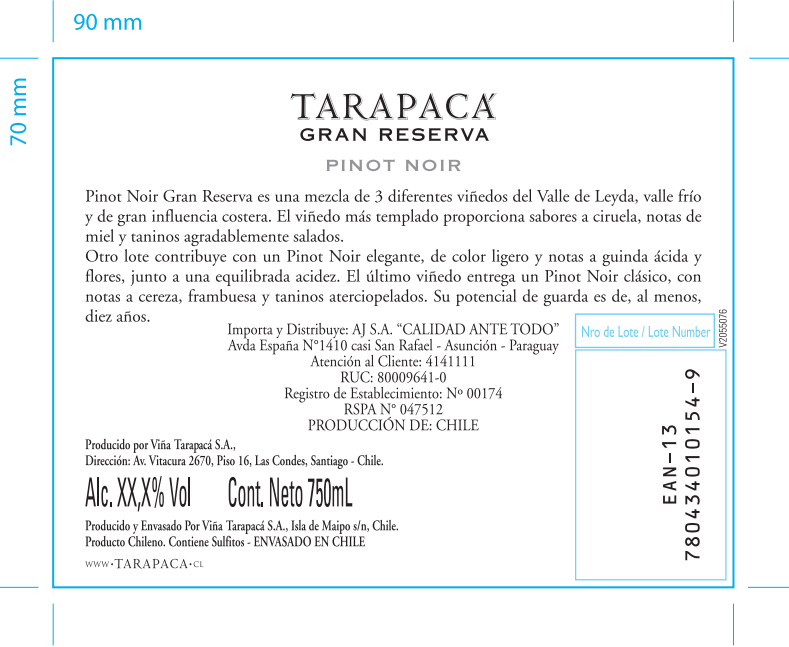 90 mm
70 mm
TARAPACÁ
GRAN RESERVA
PINOT NOIR
Pinot Noir Gran Reserva es una mezcla de 3 diferentes viñedos del Valle de Leyda, valle frío
y de gran influencia costera. El viñedo más templado proporciona sabores a ciruela, notas de
miel y taninos agradablemente salados.
Otro lote contribuye con un Pinot Noir elegante, de color ligero y notas a guinda ácida y
flores, junto a una equilibrada acidez. El último viñedo entrega un Pinot Noir clásico, con
notas a cereza, frambuesa y taninos aterciopelados. Su potencial de guarda es de, al menos,
diez años.
Importa y Distribuye: AJ S.A. “CALIDAD ANTE TODO”
Avda España N°1410 casi San Rafael - Asunción - Paraguay
Atención al Cliente: 4141111
RUC: 80009641-0
Registro de Establecimiento: Nº 00174
RSPA N° 047512
PRODUCCIÓN DE: CHILE
Producido por Viña Tarapacá S.A.,
Dirección: Av. Vitacura 2670, Piso 16, Las Condes, Santiago - Chile.
Alc. XX,X% Vol Cont. Neto 750mL
Producido y Envasado Por Viña Tarapacá S.A., Isla de Maipo s/n, Chile.
Producto Chileno. Contiene Sulfitos - ENVASADO EN CHILE
WWW•TARAPACA•CL
Nro de Lote / Lote Number
V2055076
EAN-13
780434010154-9